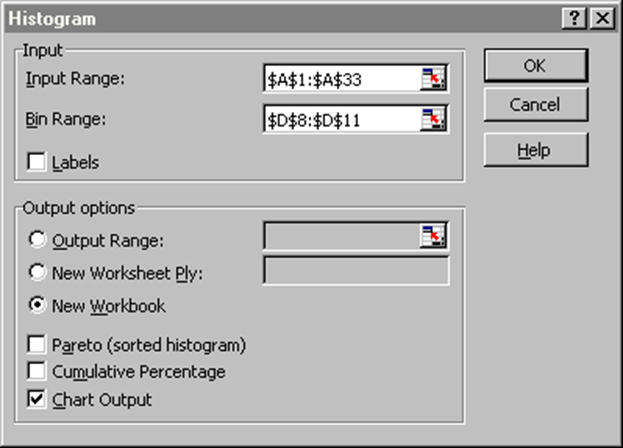 Histogram
Input
Input Range: $A$1:$A$33
Bin Range: $D$8:$D$11
Labels
OK
Cancel
Help
Output options
Output Range:
New Worksheet Ply:
New Workbook
Pareto (sorted histogram)
Cumulative Percentage
Chart Output